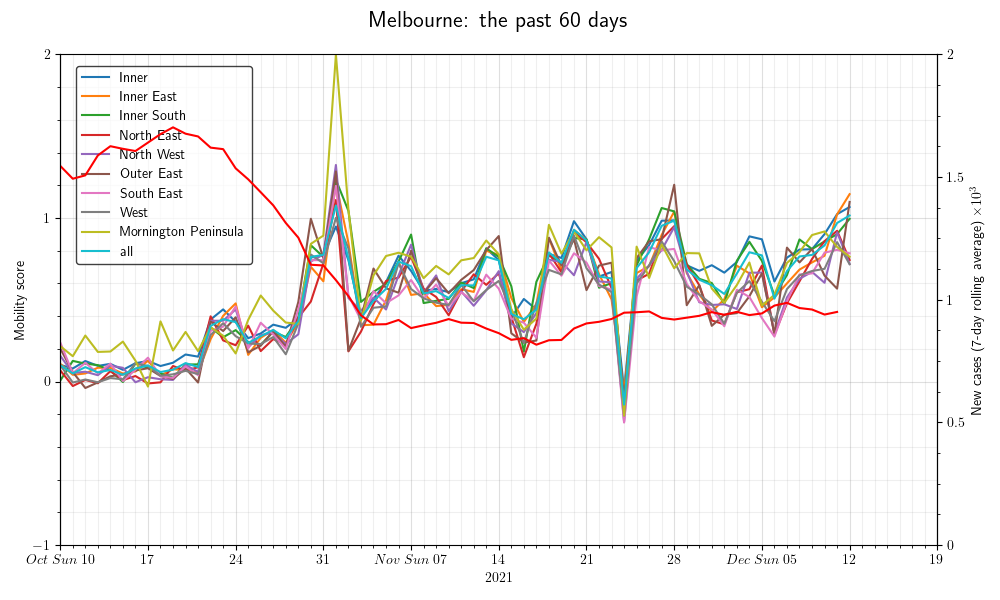 Melbourne: the past 60 days
Inner
Inner East
Inner South
North East
North West
Outer East
South East
West
Mornington Peninsula
all
2
1
0
−1
Mobility score
2
1.5
1
0.5
0
New cases (7-day rolling average) ×10³
Oct Sun 10 17 24 31 Nov Sun 07 14 21 28 Dec Sun 05 12 19
2021